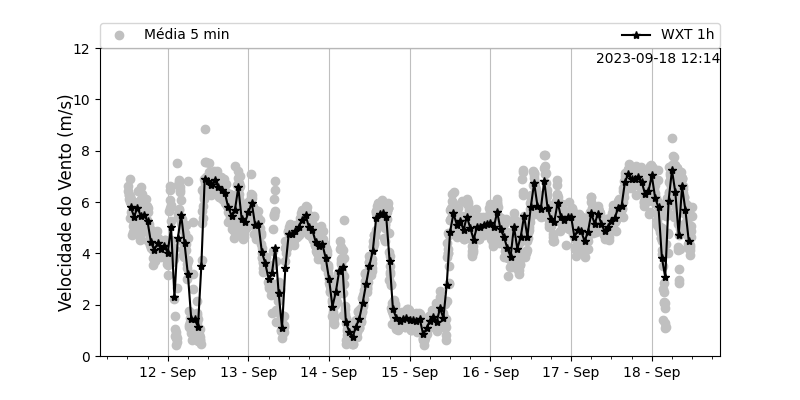 Média 5 min
WXT 1h
2023-09-18 12:14
Velocidade do Vento (m/s)
12
10
8
6
4
2
0
12 - Sep 13 - Sep 14 - Sep 15 - Sep 16 - Sep 17 - Sep 18 - Sep